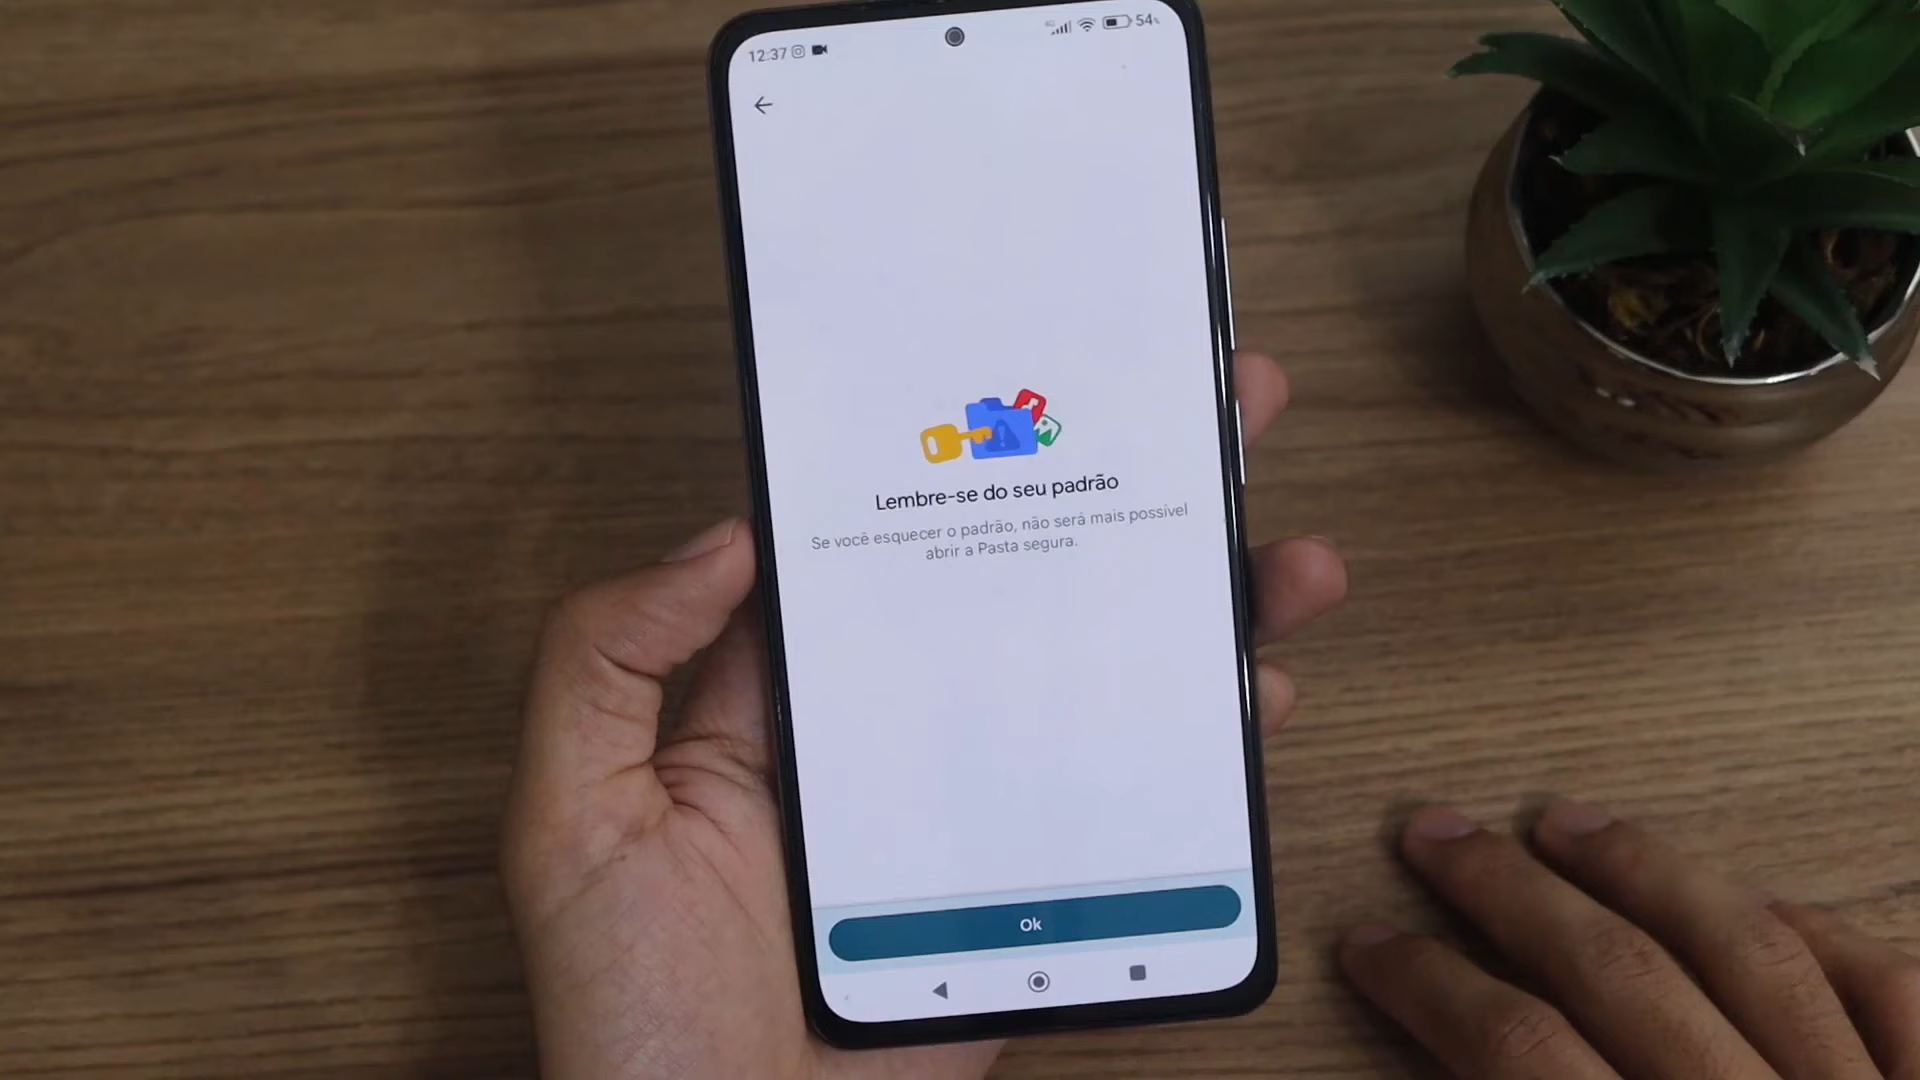 12:37
4G 54%
Lembre-se do seu padrão
Se você esquecer o padrão, não será mais possível
abrir a Pasta segura.
Ok